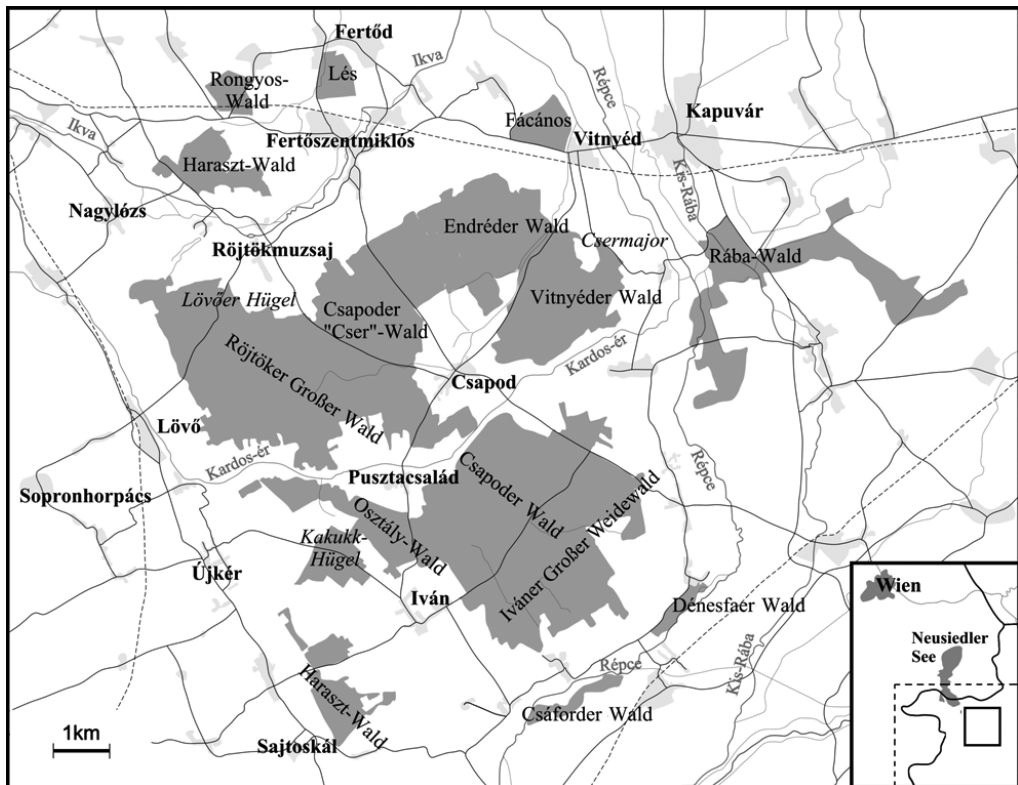 Fertőd
Ikva
Rongyos-
Wald
Lés
Répce
Kapuvár
Fácános
Ikva
Fertőszentmiklós
Vitnyéd
Haraszt-Wald
Kis-Rába
Nagylózs
Endréder Wald
Csermajor
Röjtökmuzsaj
Rába-Wald
Lövőer Hügel
Csapoder
"Cser"-Wald
Vitnyéder Wald
Röjtöker Großer Wald
Kardos-ér
Csapod
Lövő
Kardos-ér
Pusztacsalád
Csapoder Wald
Répce
Sopronhorpács
Osztály-Wald
Iváner Großer Weidewald
Kakukk-
Hügel
Újkér
Iván
Dénesfaer Wald
Wien
Neusiedler
See
Kis-Rába
Répce
Haraszt-Wald
Csáforder Wald
1km
Sajtoskál